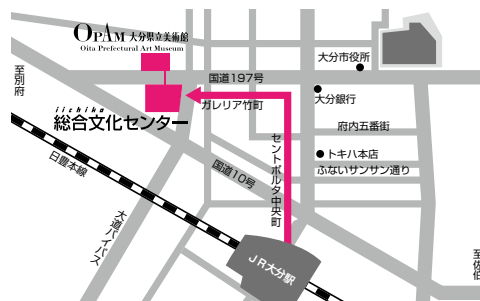 OPAM 大分県立美術館
Oita Prefectural Art Museum
至別府
大分市役所
国道197号
大分銀行
ガレリア竹町
iichiko
総合文化センター
府内五番街
トキハ本店
ふないサンサン通り
セントポルタ中央町
国道10号
日豊本線
大道バイパス
JR大分駅
至佐伯